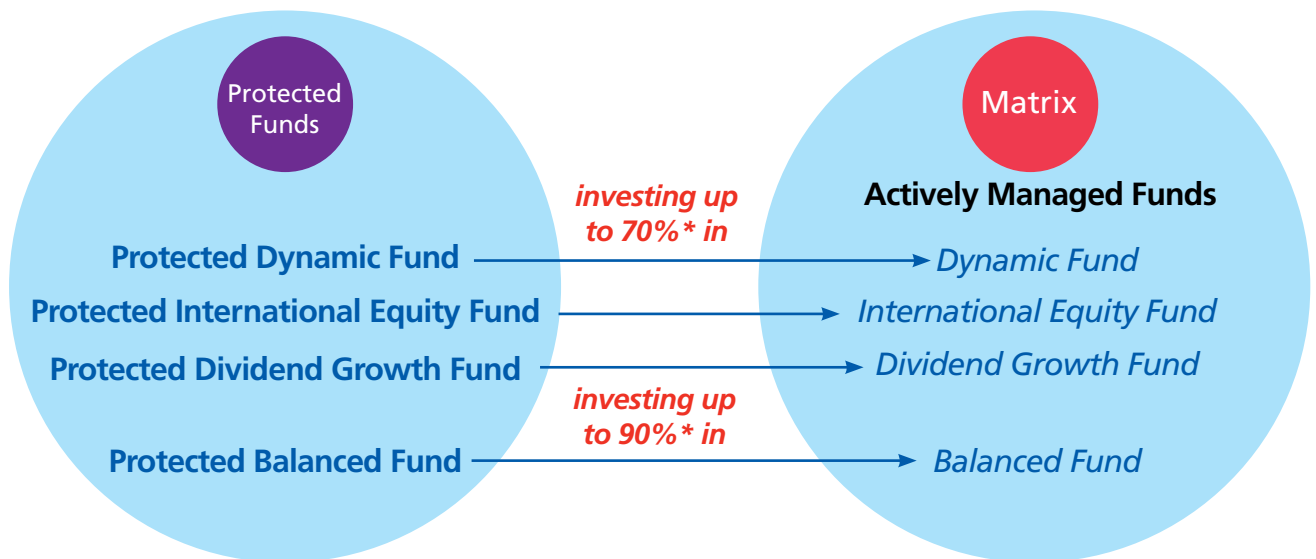 Protected
Funds
Matrix
Actively Managed Funds
investing up
to 70%* in
Protected Dynamic Fund
Dynamic Fund
Protected International Equity Fund
International Equity Fund
Protected Dividend Growth Fund
Dividend Growth Fund
investing up
to 90%* in
Protected Balanced Fund
Balanced Fund